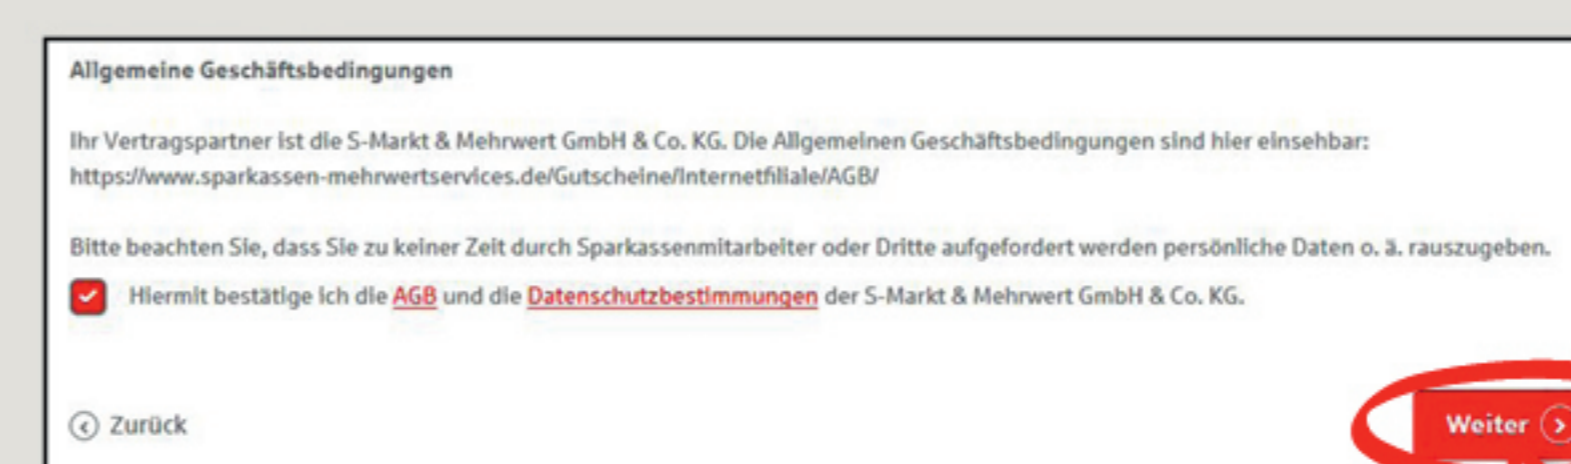 Allgemeine Geschäftsbedingungen
Ihr Vertragspartner ist die S-Markt & Mehrwert GmbH & Co. KG. Die Allgemeinen Geschäftsbedingungen sind hier einsehbar:
https://www.sparkassen-mehrwertservices.de/Gutscheine/Internetfiliale/AGB/
Bitte beachten Sie, dass Sie zu keiner Zeit durch Sparkassenmitarbeiter oder Dritte aufgefordert werden persönliche Daten o. ä. rauszugeben.
Hiermit bestätige ich die AGB und die Datenschutzbestimmungen der S-Markt & Mehrwert GmbH & Co. KG.
Zurück
Weiter